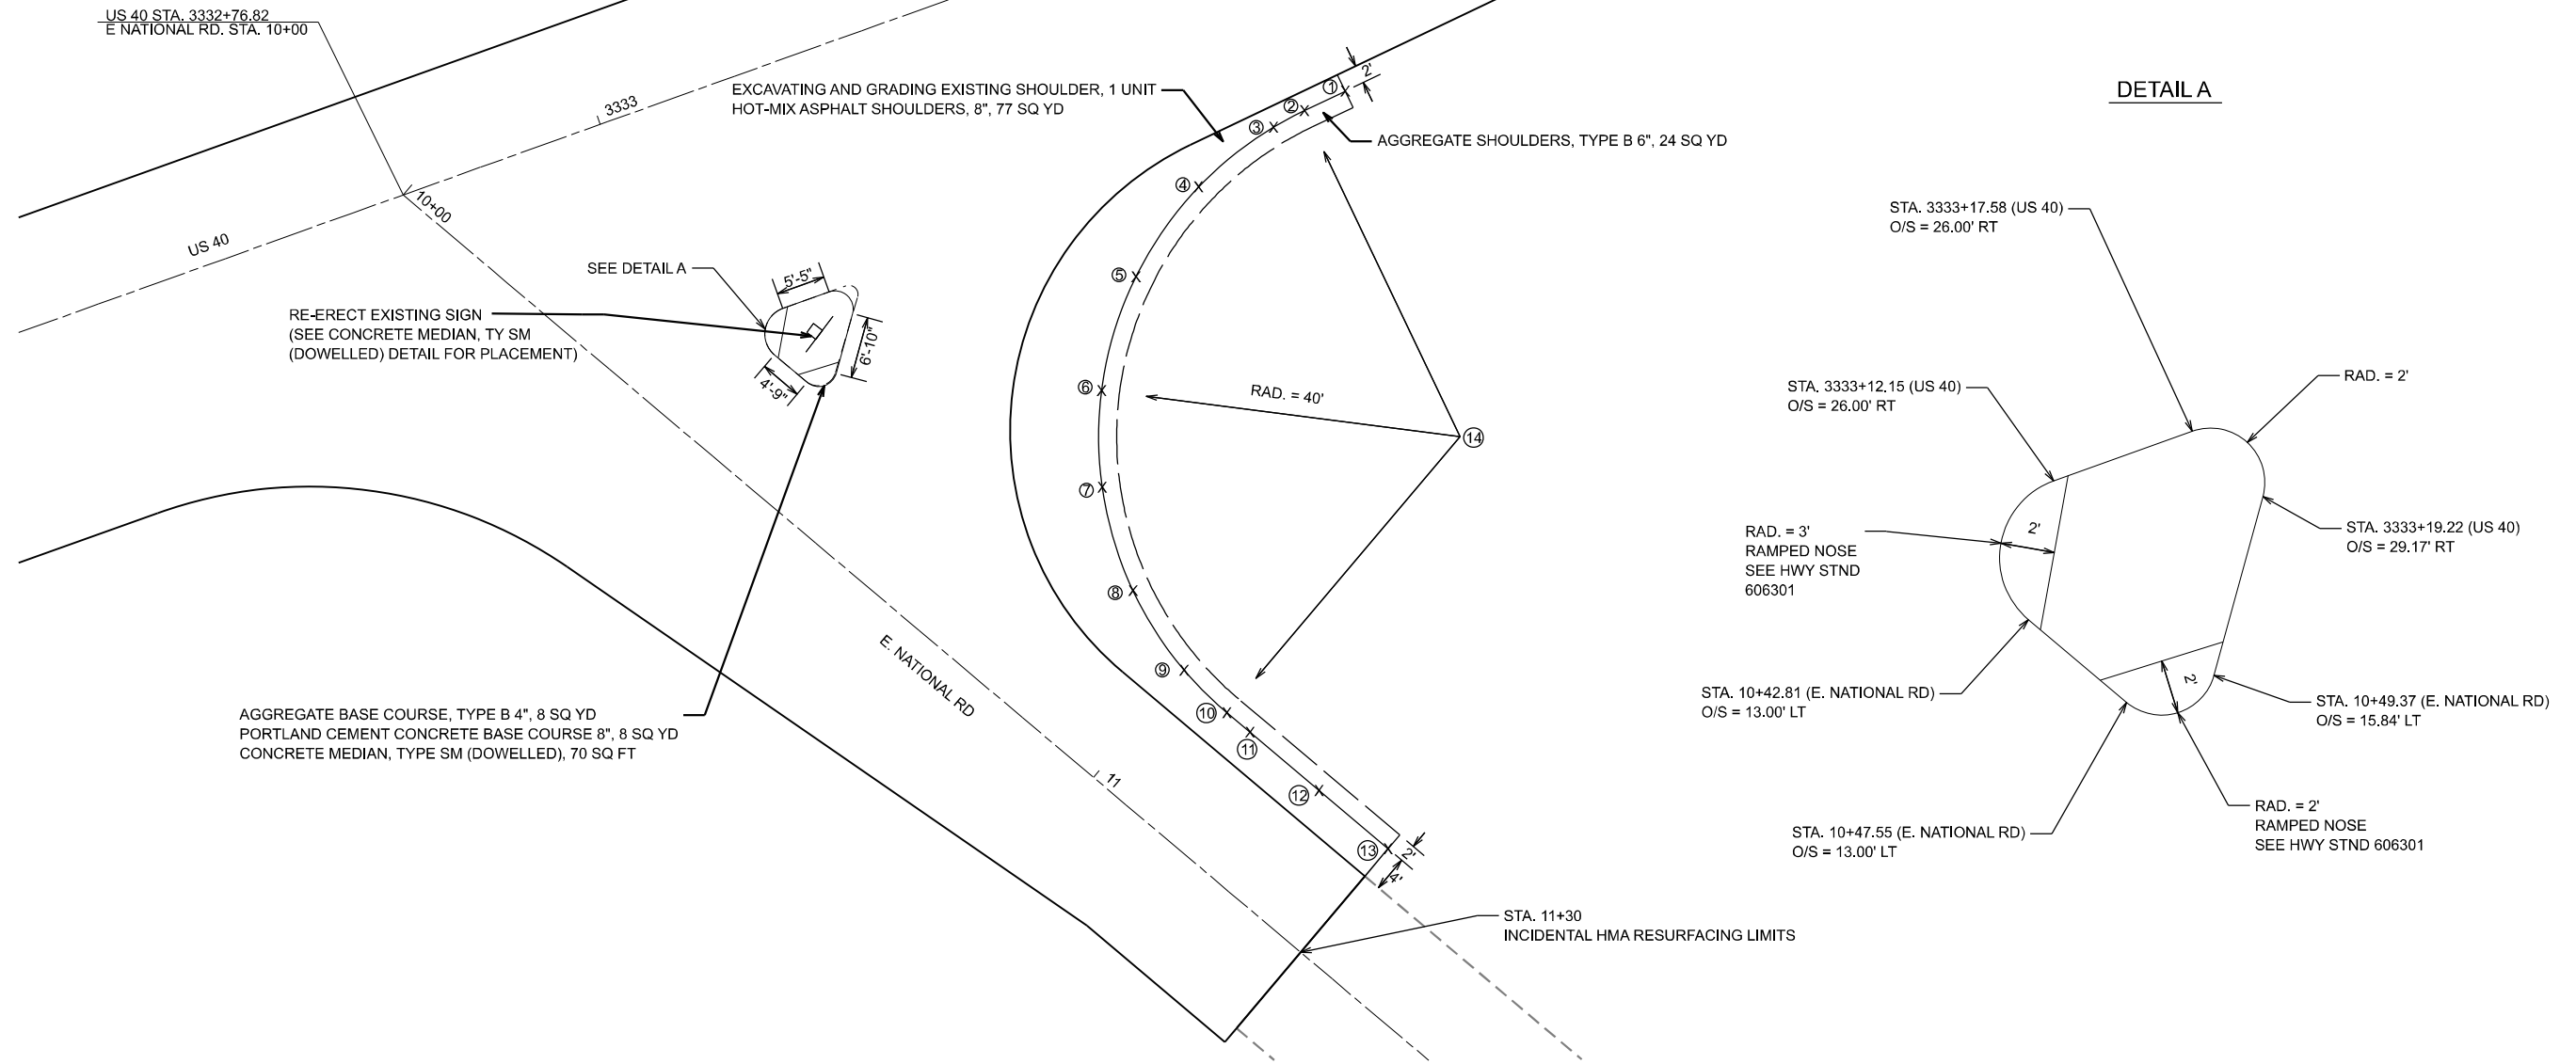 US 40 STA. 3332+76.82
E NATIONAL RD. STA. 10+00
3333
10+00
US 40
EXCAVATING AND GRADING EXISTING SHOULDER, 1 UNIT
HOT-MIX ASPHALT SHOULDERS, 8", 77 SQ YD
2'
AGGREGATE SHOULDERS, TYPE B 6", 24 SQ YD
SEE DETAIL A
5'-5"
6'-10"
4'-9"
RE-ERECT EXISTING SIGN
(SEE CONCRETE MEDIAN, TY SM
(DOWELLED) DETAIL FOR PLACEMENT)
1
2
3
4
5
6
7
8
9
10
11
12
13
14
RAD. = 40'
E. NATIONAL RD
11
AGGREGATE BASE COURSE, TYPE B 4", 8 SQ YD
PORTLAND CEMENT CONCRETE BASE COURSE 8", 8 SQ YD
CONCRETE MEDIAN, TYPE SM (DOWELLED), 70 SQ FT
2'
4'
STA. 11+30
INCIDENTAL HMA RESURFACING LIMITS
DETAIL A
STA. 3333+17.58 (US 40)
O/S = 26.00' RT
STA. 3333+12.15 (US 40)
O/S = 26.00' RT
RAD. = 2'
RAD. = 3'
RAMPED NOSE
SEE HWY STND
606301
2'
STA. 3333+19.22 (US 40)
O/S = 29.17' RT
STA. 10+42.81 (E. NATIONAL RD)
O/S = 13.00' LT
2'
STA. 10+49.37 (E. NATIONAL RD)
O/S = 15.84' LT
STA. 10+47.55 (E. NATIONAL RD)
O/S = 13.00' LT
RAD. = 2'
RAMPED NOSE
SEE HWY STND 606301